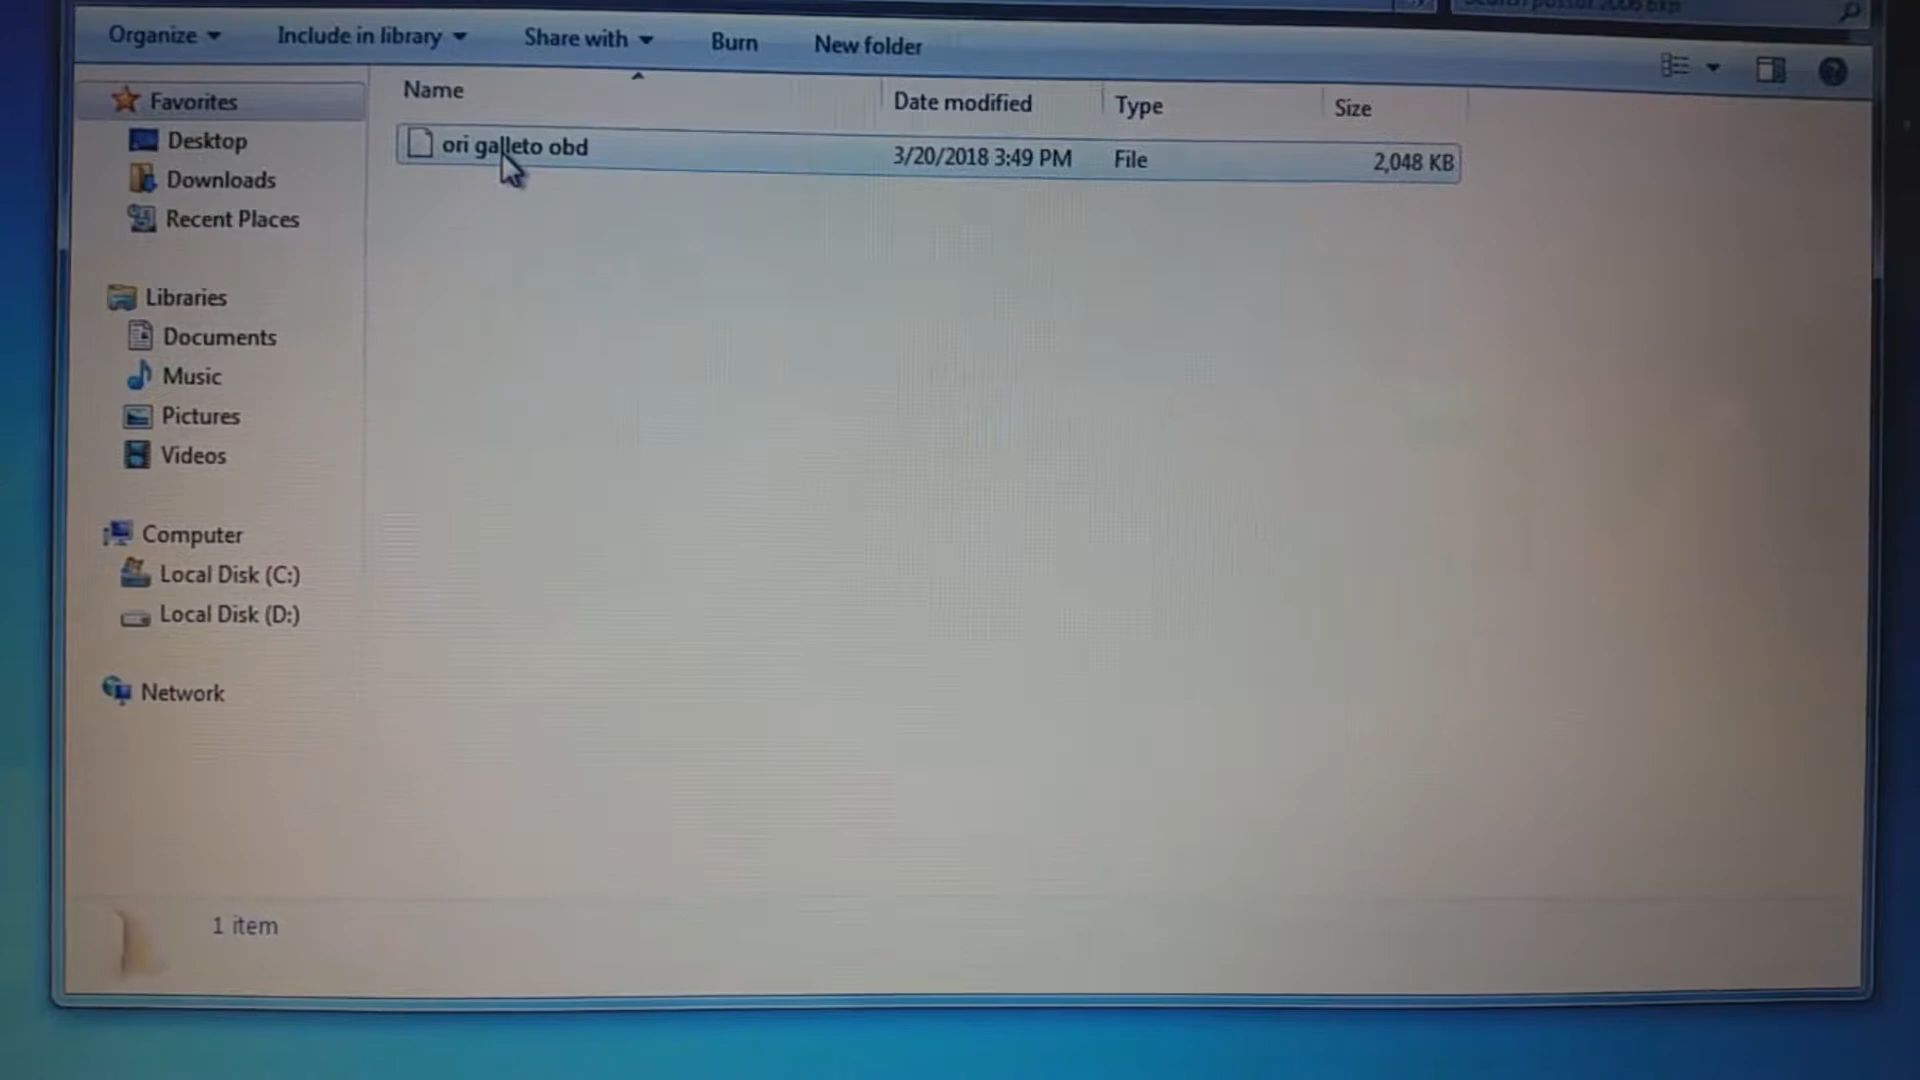 Organize Include in library Share with Burn New folder
Name Date modified Type Size
ori galleto obd 3/20/2018 3:49 PM File 2,048 KB
Favorites
Desktop
Downloads
Recent Places
Libraries
Documents
Music
Pictures
Videos
Computer
Local Disk (C:)
Local Disk (D:)
Network
1 item